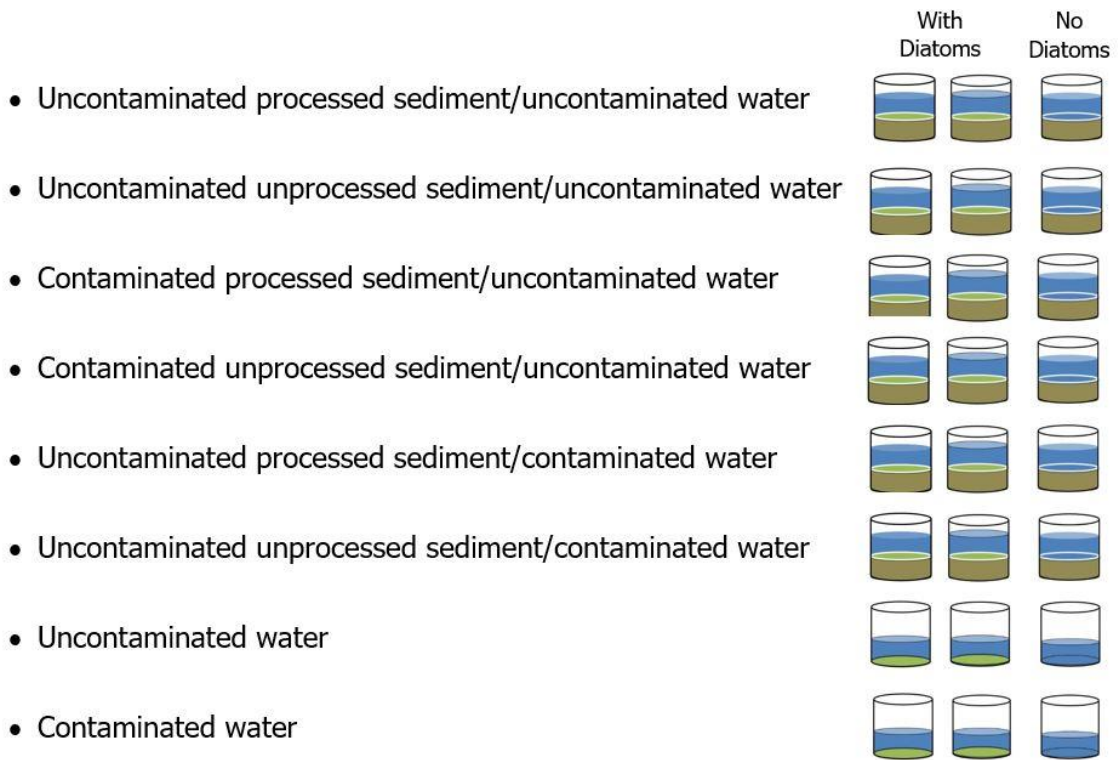 With
Diatoms
No
Diatoms
• Uncontaminated processed sediment/uncontaminated water
• Uncontaminated unprocessed sediment/uncontaminated water
• Contaminated processed sediment/uncontaminated water
• Contaminated unprocessed sediment/uncontaminated water
• Uncontaminated processed sediment/contaminated water
• Uncontaminated unprocessed sediment/contaminated water
• Uncontaminated water
• Contaminated water